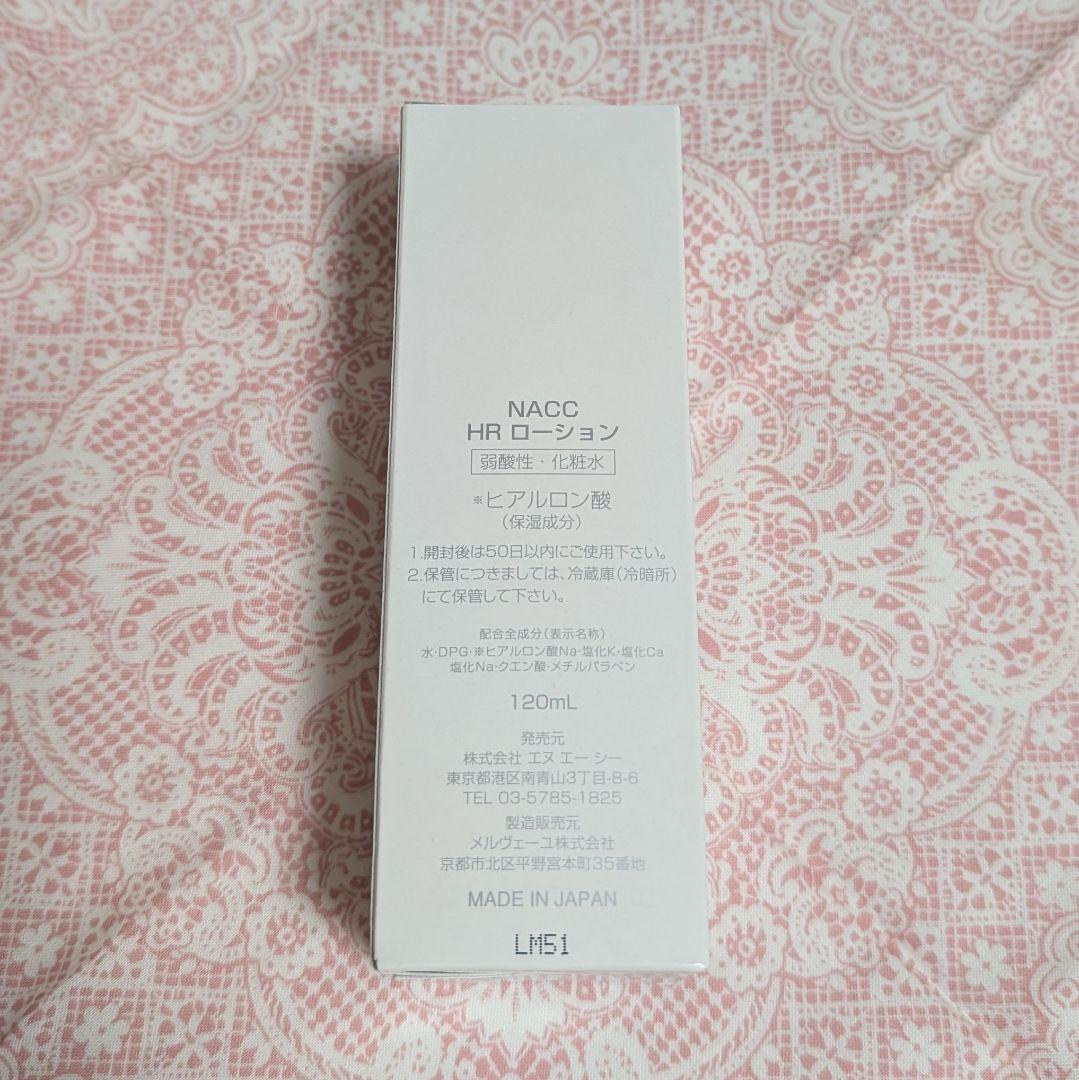 NACC
HR ローション
弱酸性・化粧水
※ヒアルロン酸
(保湿成分)
1.開封後は50日以内にご使用下さい。
2.保管につきましては、冷蔵庫(冷暗所)
にて保管して下さい。
配合全成分(表示名称)
水・DPG・※ヒアルロン酸Na・塩化K・塩化Ca
塩化Na・クエン酸・メチルパラベン
120mL
発売元
株式会社 エヌ エー シー
東京都港区南青山3丁目-8-6
TEL 03-5785-1825
製造販売元
メルヴェーユ株式会社
京都市北区平野宮本町35番地
MADE IN JAPAN
LM51